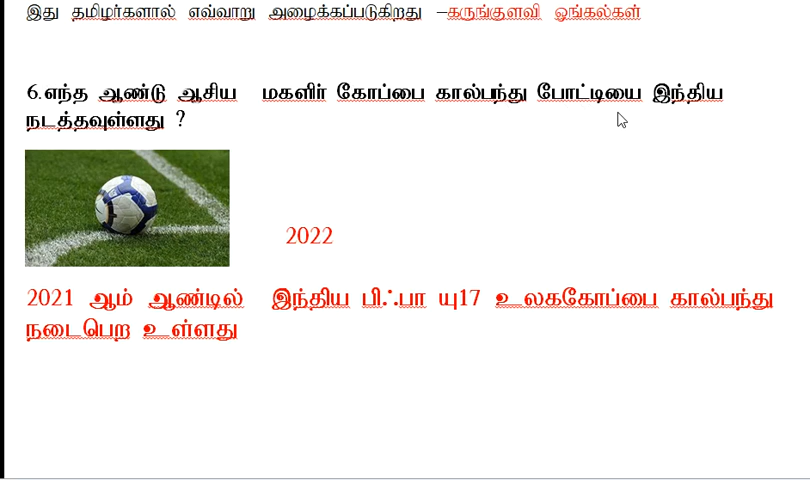 இது தமிழர்களால் எவ்வாறு அழைக்கப்படுகிறது –கருங்குளவி ஓங்கல்கள்
6.எந்த ஆண்டு ஆசிய மகளிர் கோப்பை கால்பந்து போட்டியை இந்திய
நடத்தவுள்ளது ?
2022
2021 ஆம் ஆண்டில் இந்திய பிஃபா யு17 உலககோப்பை கால்பந்து
நடைபெற உள்ளது